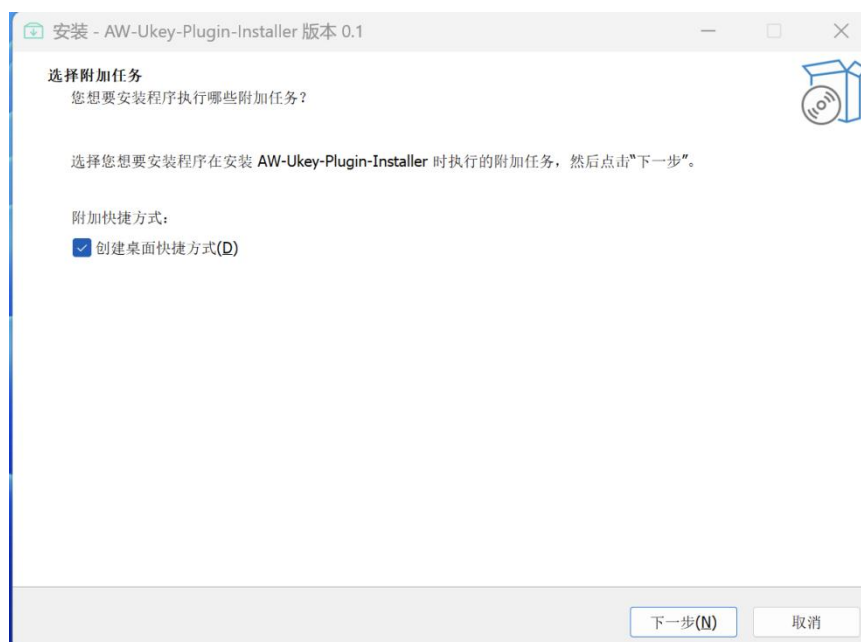 安装 - AW-Ukey-Plugin-Installer 版本 0.1
选择附加任务
您想要安装程序执行哪些附加任务?
选择您想要安装程序在安装 AW-Ukey-Plugin-Installer 时执行的附加任务，然后点击“下一步”。
附加快捷方式:
创建桌面快捷方式(D)
下一步(N)
取消